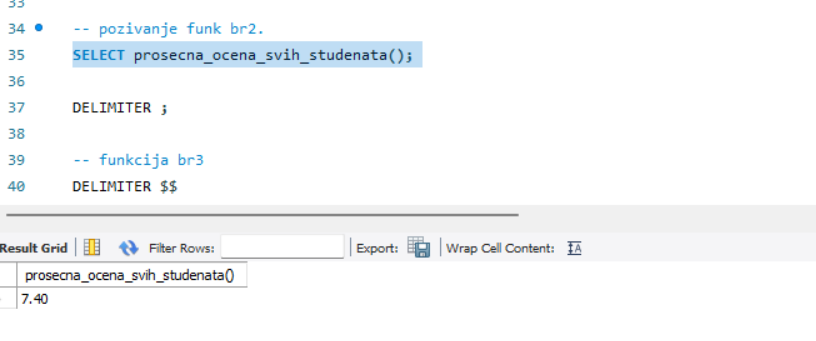 33
34 -- pozivanje funk br2.
35 SELECT prosecna_ocena_svih_studenata();
36
37 DELIMITER ;
38
39 -- funkcija br3
40 DELIMITER $$
Result Grid Filter Rows: Export: Wrap Cell Content:
prosecna_ocena_svih_studenata()
7.40